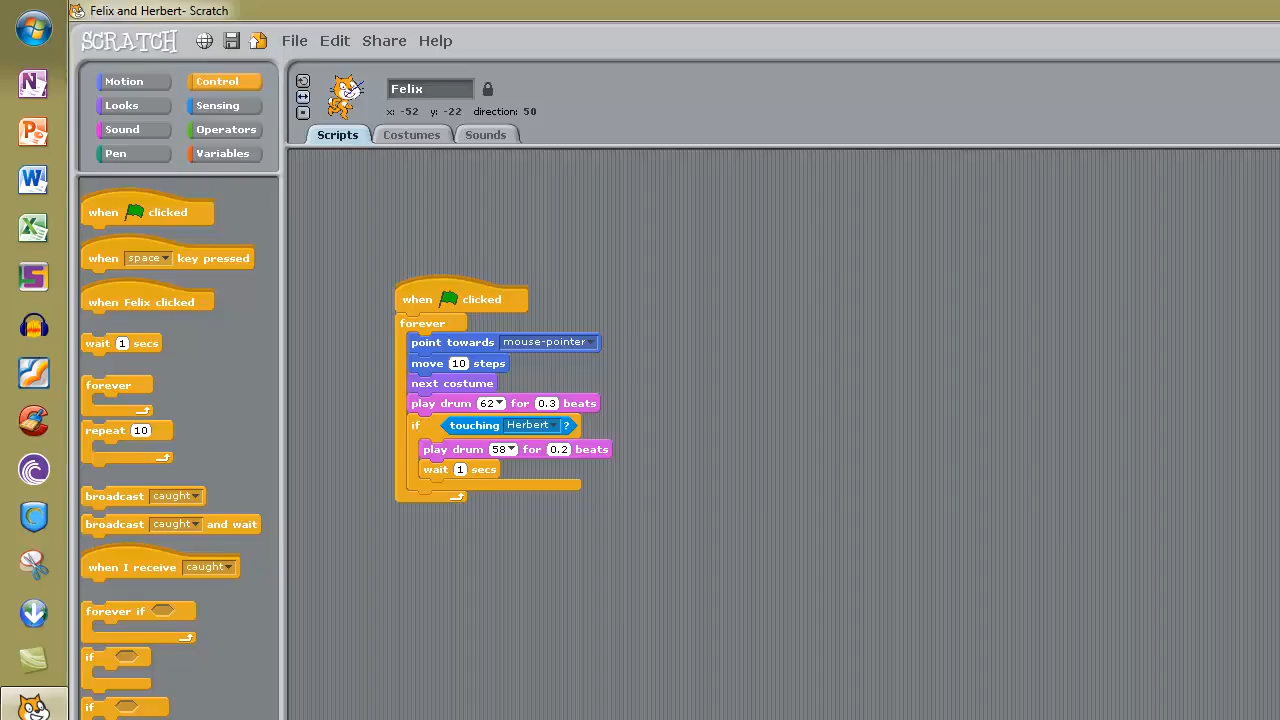 Felix and Herbert- Scratch
SCRATCH
File Edit Share Help
Motion Control
Looks Sensing
Sound Operators
Pen Variables
Felix
x: -52 y: -22 direction: 50
Scripts Costumes Sounds
when clicked
when space key pressed
when Felix clicked
wait 1 secs
forever
repeat 10
broadcast caught
broadcast caught and wait
when I receive caught
forever if
if
if
when clicked
forever
point towards mouse-pointer
move 10 steps
next costume
play drum 62 for 0.3 beats
if touching Herbert ?
play drum 58 for 0.2 beats
wait 1 secs
N
P
W
X
S
C